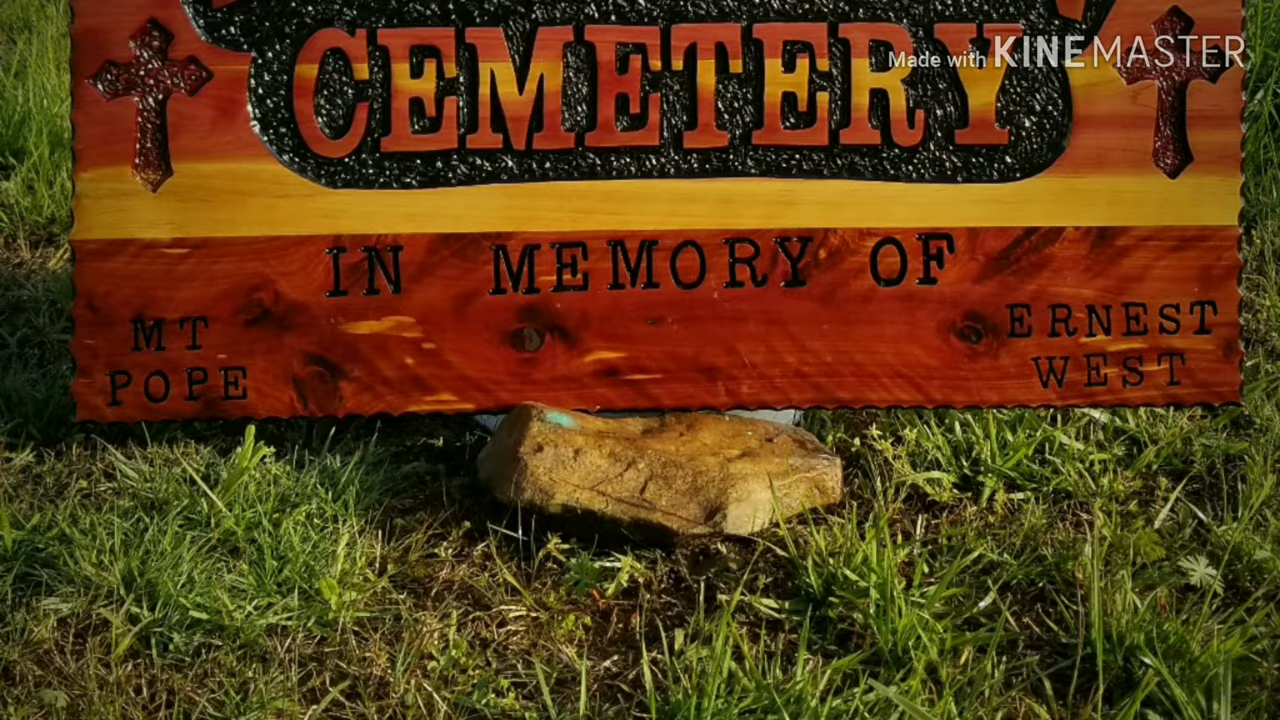 CEMETERY
Made with KINEMASTER
IN MEMORY OF
MT
POPE
ERNEST
WEST